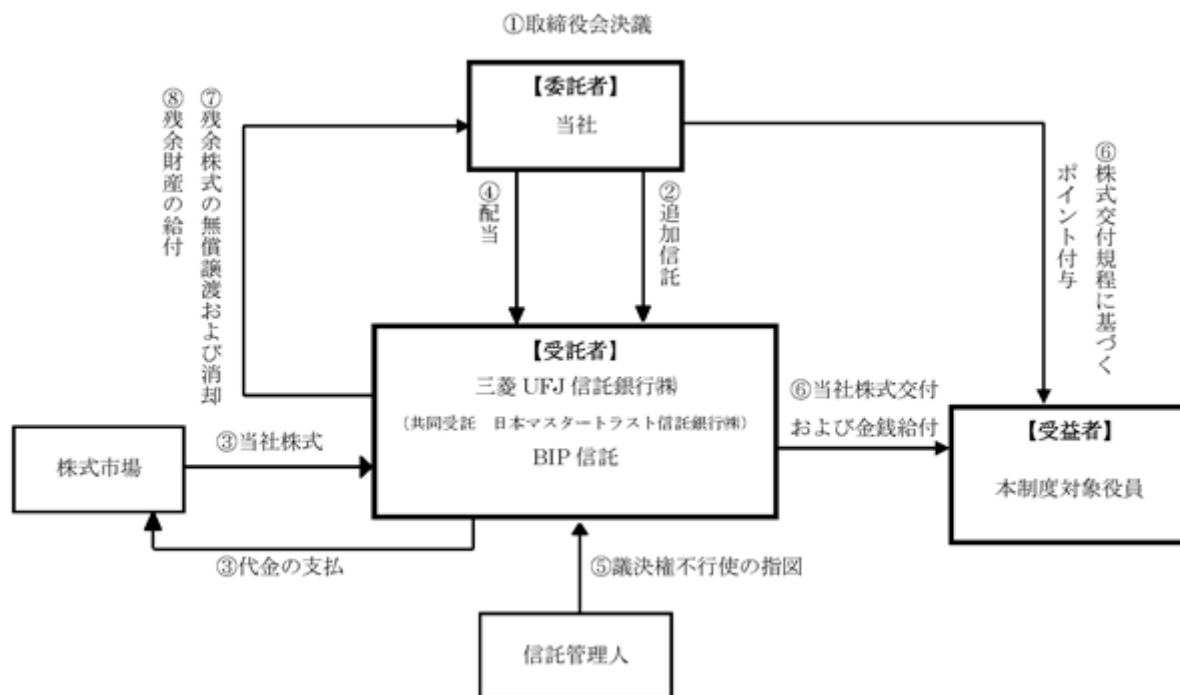 ①取締役会決議
【委託者】
当社
⑧残余財産の給付
⑦残余株式の無償譲渡および消却
④配当
②追加信託
⑥株式交付規程に基づく
ポイント付与
【受託者】
三菱 UFJ 信託銀行㈱
（共同受託　日本マスタートラスト信託銀行㈱）
BIP 信託
⑥当社株式交付
および金銭給付
【受益者】
本制度対象役員
株式市場
③当社株式
③代金の支払
⑤議決権不行使の指図
信託管理人